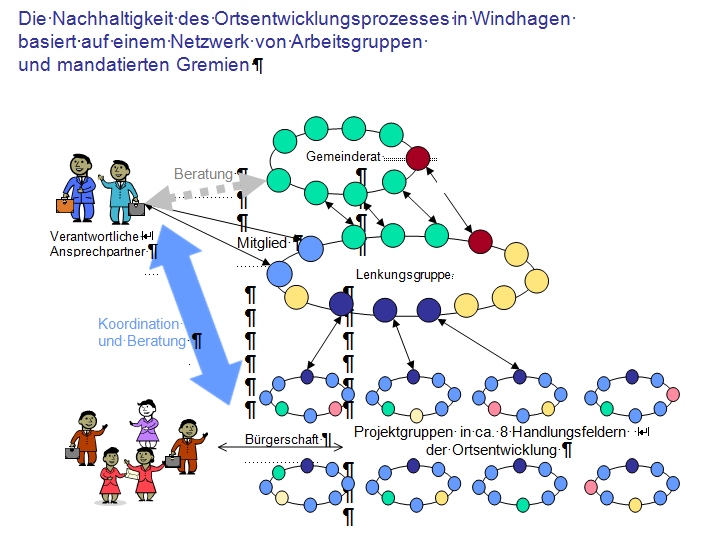 Die Nachhaltigkeit des Ortsentwicklungsprozesses in Windhagen
basiert auf einem Netzwerk von Arbeitsgruppen
und mandatierten Gremien ¶
Gemeinderat
Beratung ¶
Verantwortliche
Ansprechpartner ¶
Mitglied ¶
Lenkungsgruppe
Koordination
und Beratung ¶
Bürgerschaft ¶
Projektgruppen in ca. 8 Handlungsfeldern
der Ortsentwicklung ¶